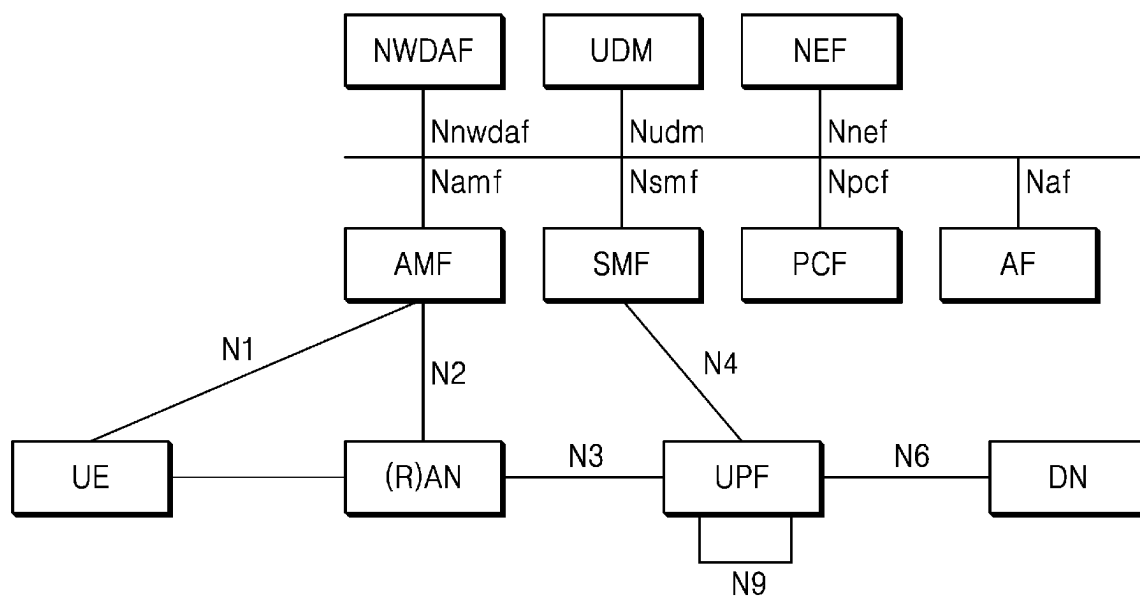 NWDAF UDM NEF
Nnwdaf Nudm Nnef
Namf Nsmf Npcf Naf
AMF SMF PCF AF
N1 N2 N4
UE (R)AN N3 UPF N6 DN
N9